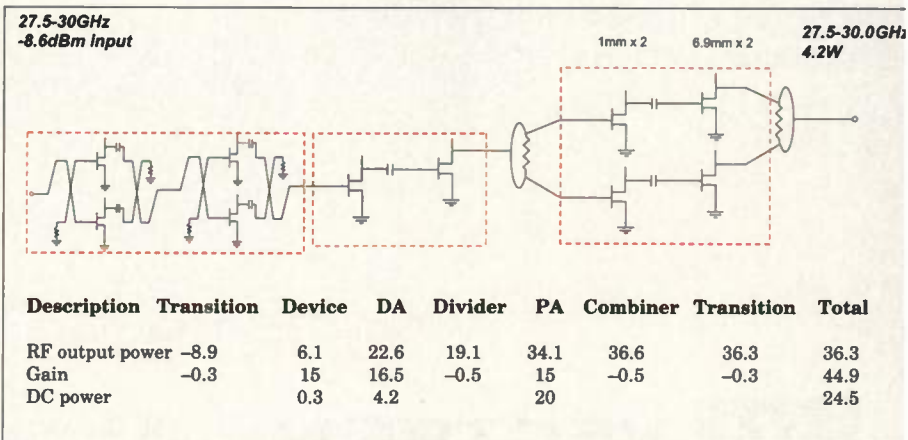 27.5-30GHz
-8.6dBm input
1mm x 2 6.9mm x 2
27.5-30.0GHz
4.2W
Description Transition Device DA Divider PA Combiner Transition Total
RF output power –8.9 6.1 22.6 19.1 34.1 36.6 36.3 36.3
Gain –0.3 15 16.5 –0.5 15 –0.5 –0.3 44.9
DC power 0.3 4.2 20 24.5